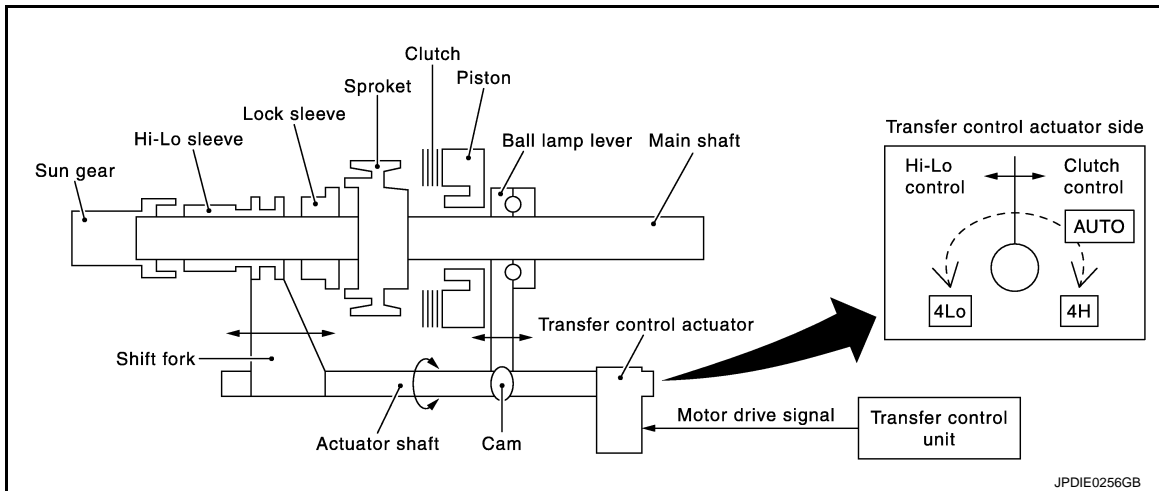 Clutch
Piston
Sproket
Lock sleeve
Hi-Lo sleeve
Sun gear
Ball lamp lever
Main shaft
Transfer control actuator side
Hi-Lo
control
Clutch
control
AUTO
4Lo
4H
Transfer control actuator
Shift fork
Actuator shaft
Cam
Motor drive signal
Transfer control
unit
JPDIE0256GB